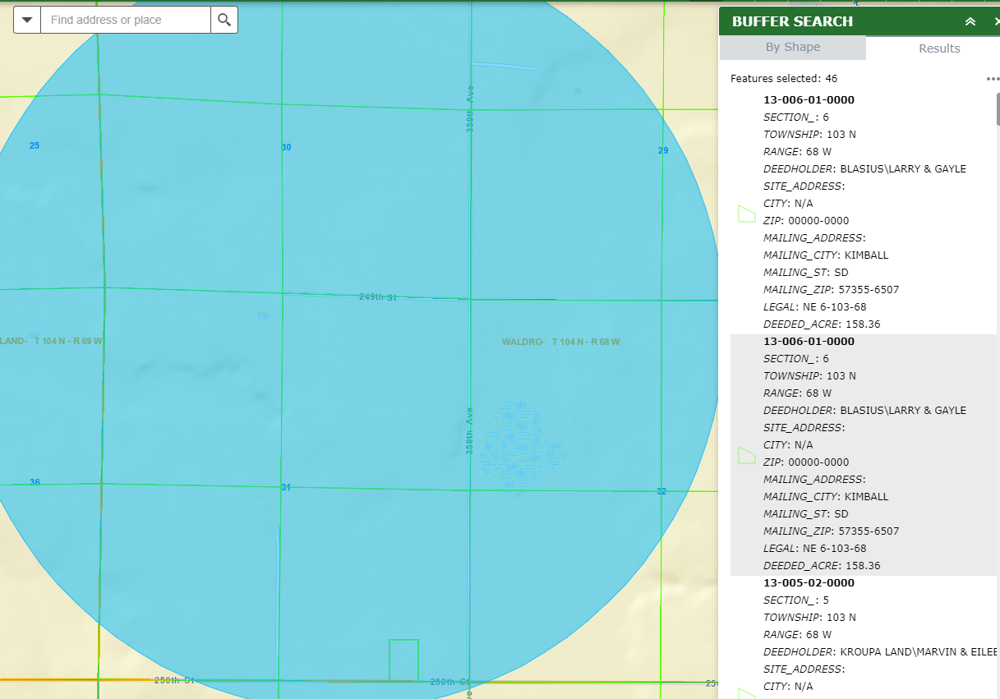 Find address or place
359th Ave
25
30
29
249th St
LAND- T 104 N - R 69 W
WALDRO- T 104 N - R 68 W
359th Ave
36
31
32
250th St
250th St
BUFFER SEARCH
By Shape
Results
Features selected: 46
13-006-01-0000
SECTION_: 6
TOWNSHIP: 103 N
RANGE: 68 W
DEEDHOLDER: BLASIUS\LARRY & GAYLE
SITE_ADDRESS:
CITY: N/A
ZIP: 00000-0000
MAILING_ADDRESS:
MAILING_CITY: KIMBALL
MAILING_ST: SD
MAILING_ZIP: 57355-6507
LEGAL: NE 6-103-68
DEEDED_ACRE: 158.36
13-006-01-0000
SECTION_: 6
TOWNSHIP: 103 N
RANGE: 68 W
DEEDHOLDER: BLASIUS\LARRY & GAYLE
SITE_ADDRESS:
CITY: N/A
ZIP: 00000-0000
MAILING_ADDRESS:
MAILING_CITY: KIMBALL
MAILING_ST: SD
MAILING_ZIP: 57355-6507
LEGAL: NE 6-103-68
DEEDED_ACRE: 158.36
13-005-02-0000
SECTION_: 5
TOWNSHIP: 103 N
RANGE: 68 W
DEEDHOLDER: KROUPA LAND\MARVIN & EILEE
SITE_ADDRESS:
CITY: N/A